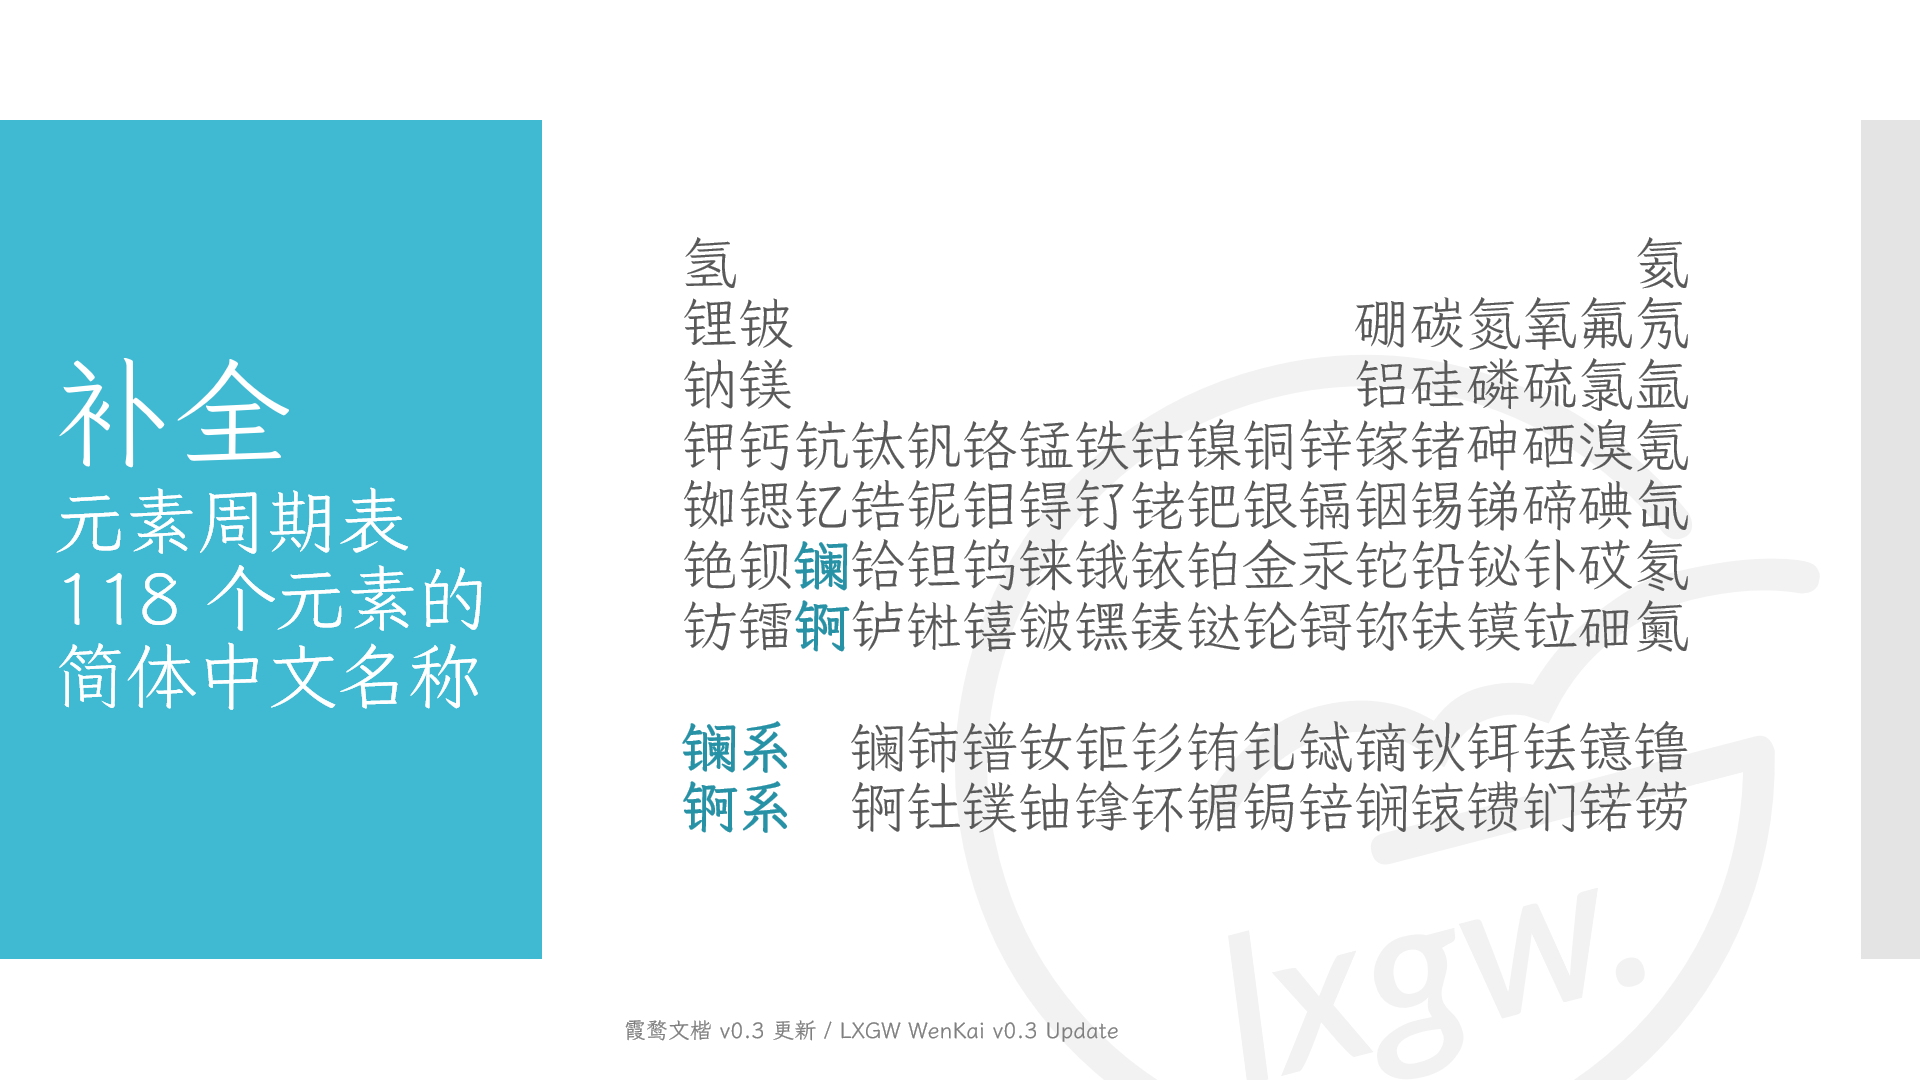 补全
元素周期表
118 个元素的
简体中文名称
氢 氦
锂铍 硼碳氮氧氟氖
钠镁 铝硅磷硫氯氩
钾钙钪钛钒铬锰铁钴镍铜锌镓锗砷硒溴氪
铷锶钇锆铌钼锝钌铑钯银镉铟锡锑碲碘氙
铯钡镧铪钽钨铼锇铱铂金汞铊铅铋钋砹氡
钫镭锕𬬻𬭊𬭳𬭛𬭶鿏𫟼𬬭鿔鿭𫓧镆𫟷鿬鿫
镧系 镧铈镨钕钷钐铕钆铽镝钬铒铥镱镥
锕系 锕钍镤铀镎钚镅锔锫锎锿镄钔锘铹
lxgw.
霞鹜文楷 v0.3 更新 / LXGW WenKai v0.3 Update